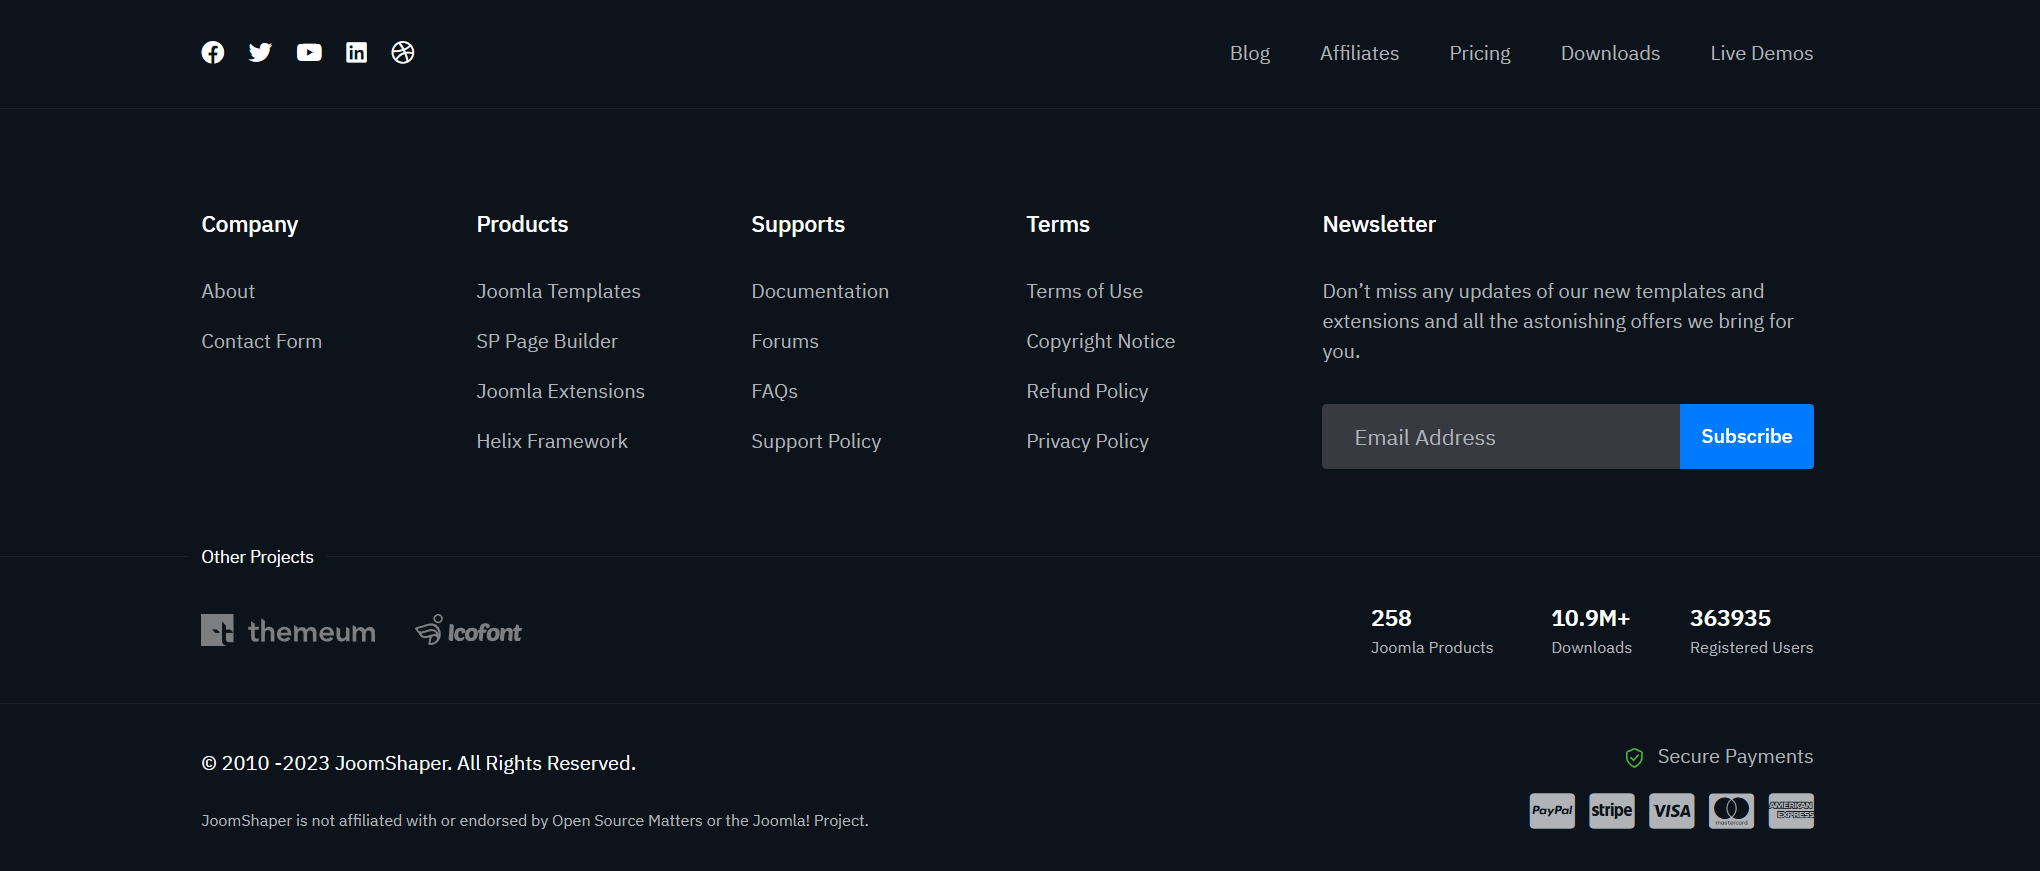 Blog Affiliates Pricing Downloads Live Demos
Company
About
Contact Form
Products
Joomla Templates
SP Page Builder
Joomla Extensions
Helix Framework
Supports
Documentation
Forums
FAQs
Support Policy
Terms
Terms of Use
Copyright Notice
Refund Policy
Privacy Policy
Newsletter
Don’t miss any updates of our new templates and
extensions and all the astonishing offers we bring for
you.
Email Address Subscribe
Other Projects
themeum Icofont
258
Joomla Products
10.9M+
Downloads
363935
Registered Users
© 2010 -2023 JoomShaper. All Rights Reserved.
JoomShaper is not affiliated with or endorsed by Open Source Matters or the Joomla! Project.
Secure Payments
PayPal stripe VISA mastercard AMERICAN EXPRESS